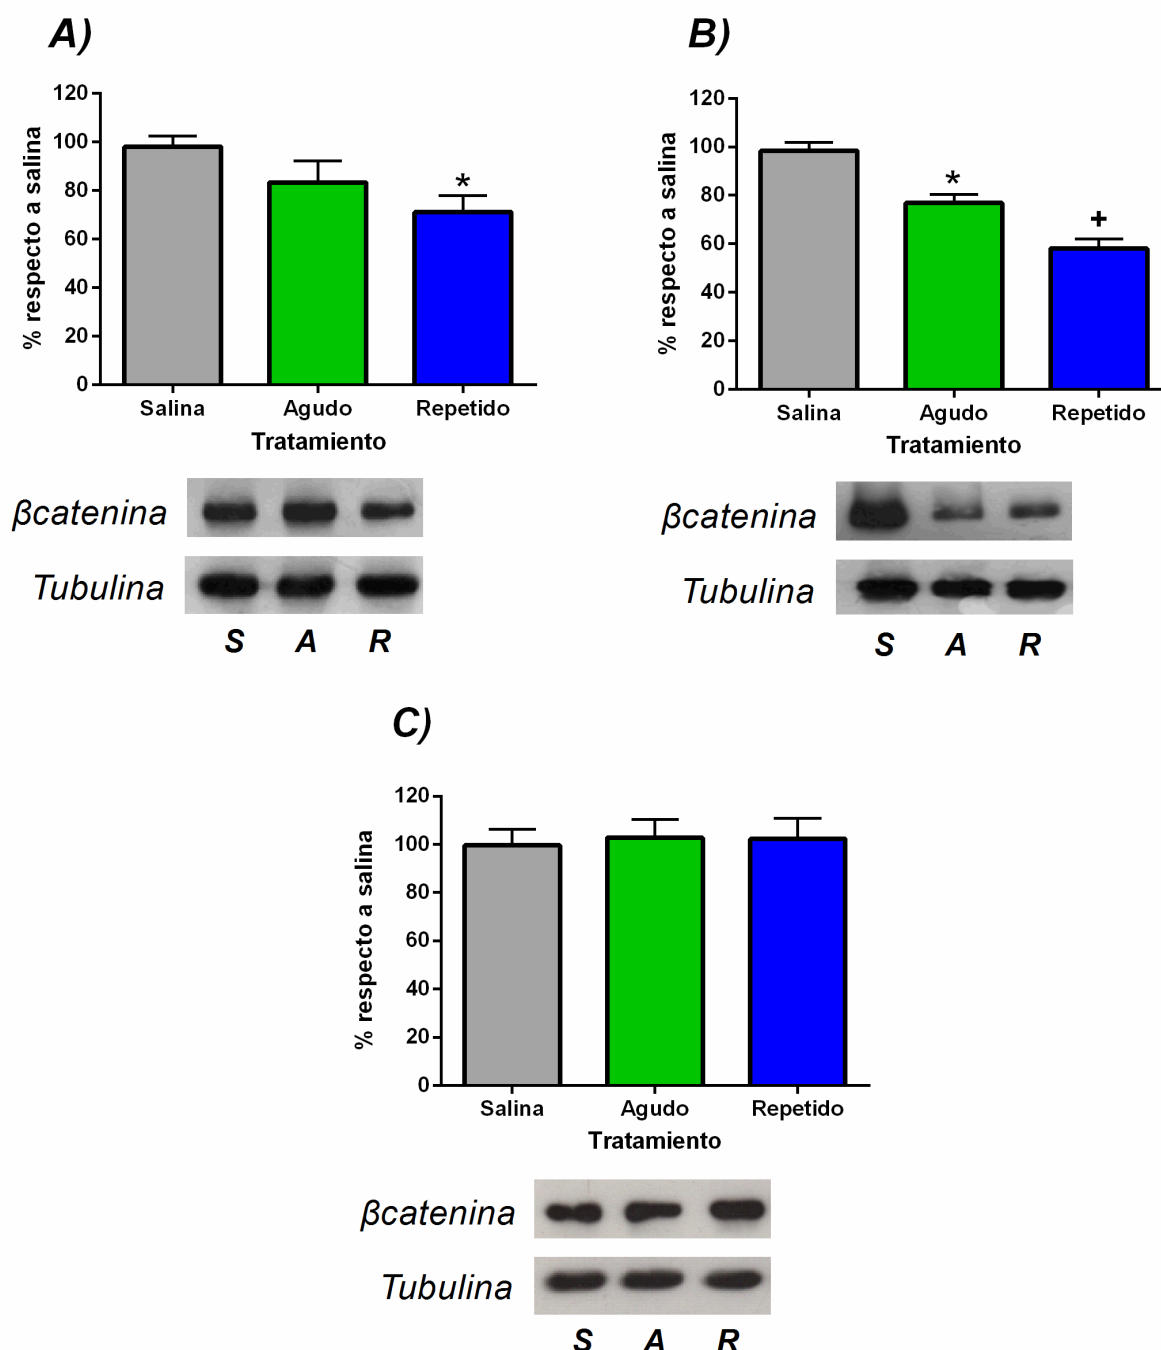 A)
% respecto a salina
120
100
80
60
40
20
0
*
Salina Agudo Repetido
Tratamiento
βcatenina
Tubulina
S A R
B)
% respecto a salina
120
100
80
60
40
20
0
*
+
Salina Agudo Repetido
Tratamiento
βcatenina
Tubulina
S A R
C)
% respecto a salina
120
100
80
60
40
20
0
Salina Agudo Repetido
Tratamiento
βcatenina
Tubulina
S A R